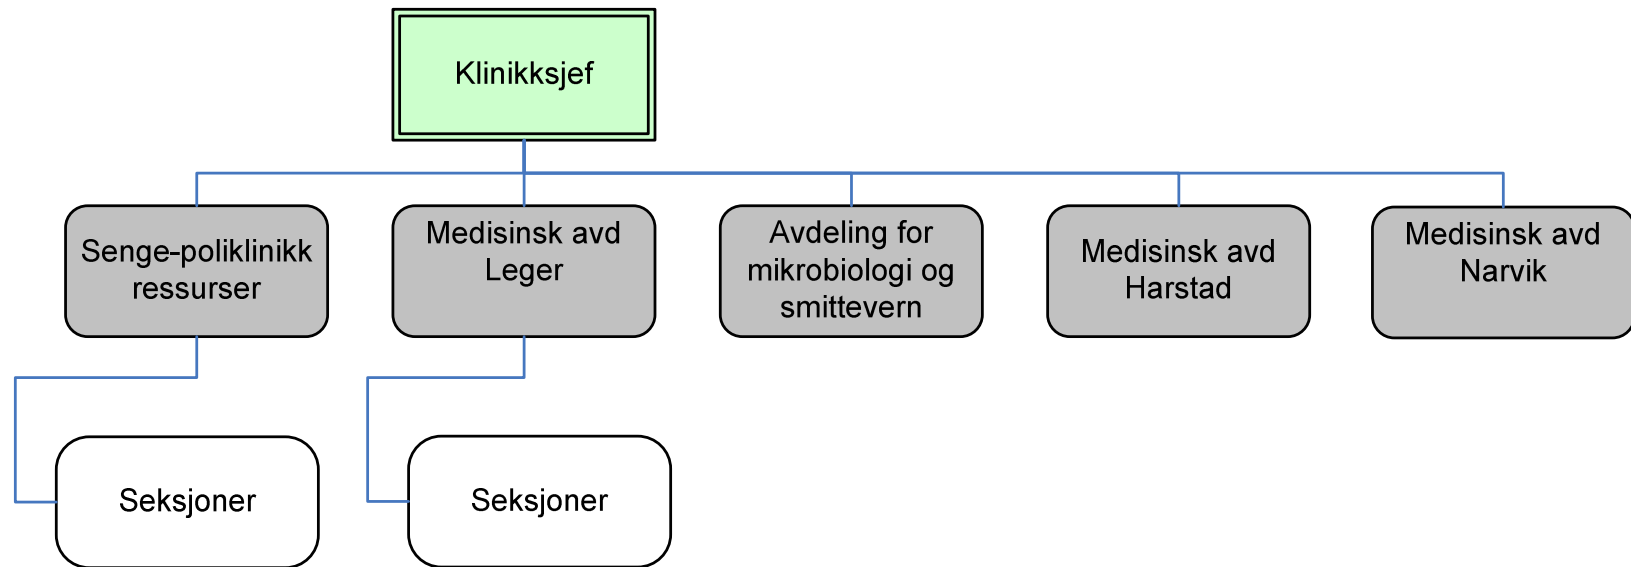 Klinikksjef
Senge-poliklinikk
ressurser
Medisinsk avd
Leger
Avdeling for
mikrobiologi og
smittevern
Medisinsk avd
Harstad
Medisinsk avd
Narvik
Seksjoner
Seksjoner